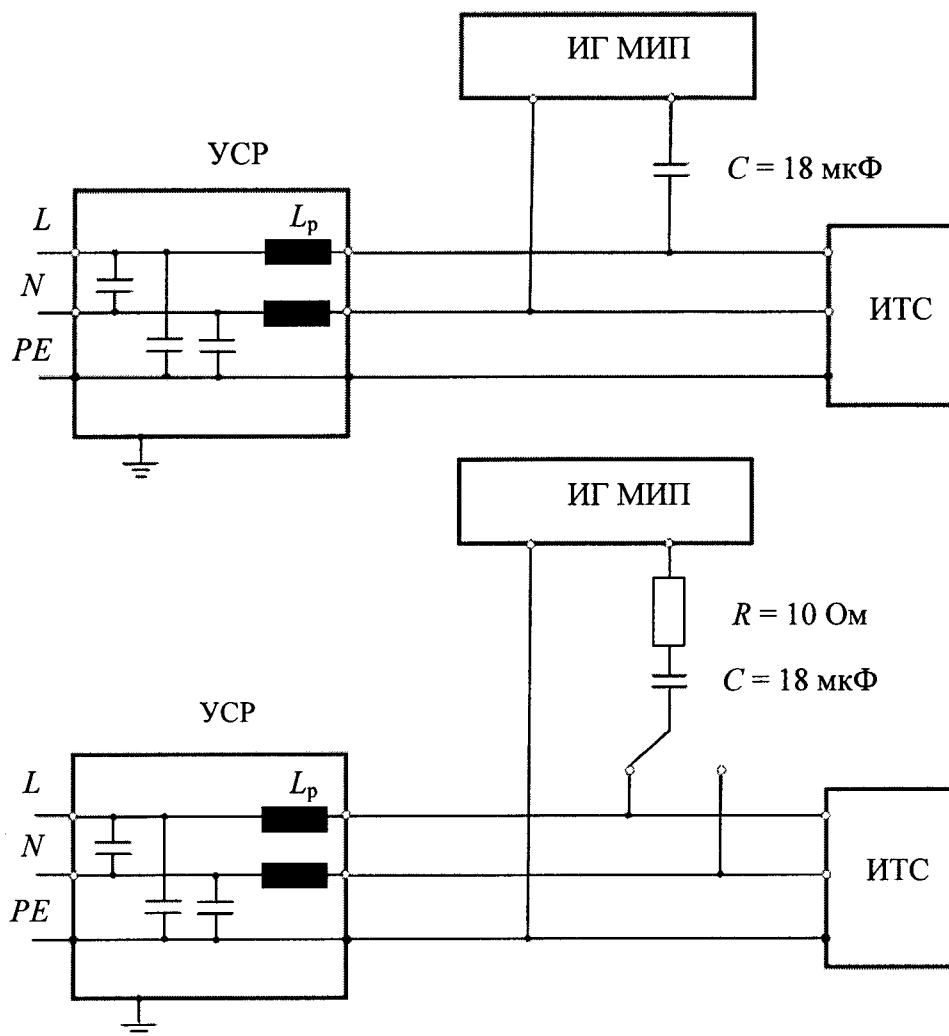 ИГ МИП
УСР
C = 18 мкФ
L
Lр
N
ИТС
PE
ИГ МИП
R = 10 Ом
C = 18 мкФ
УСР
L
Lр
N
ИТС
PE